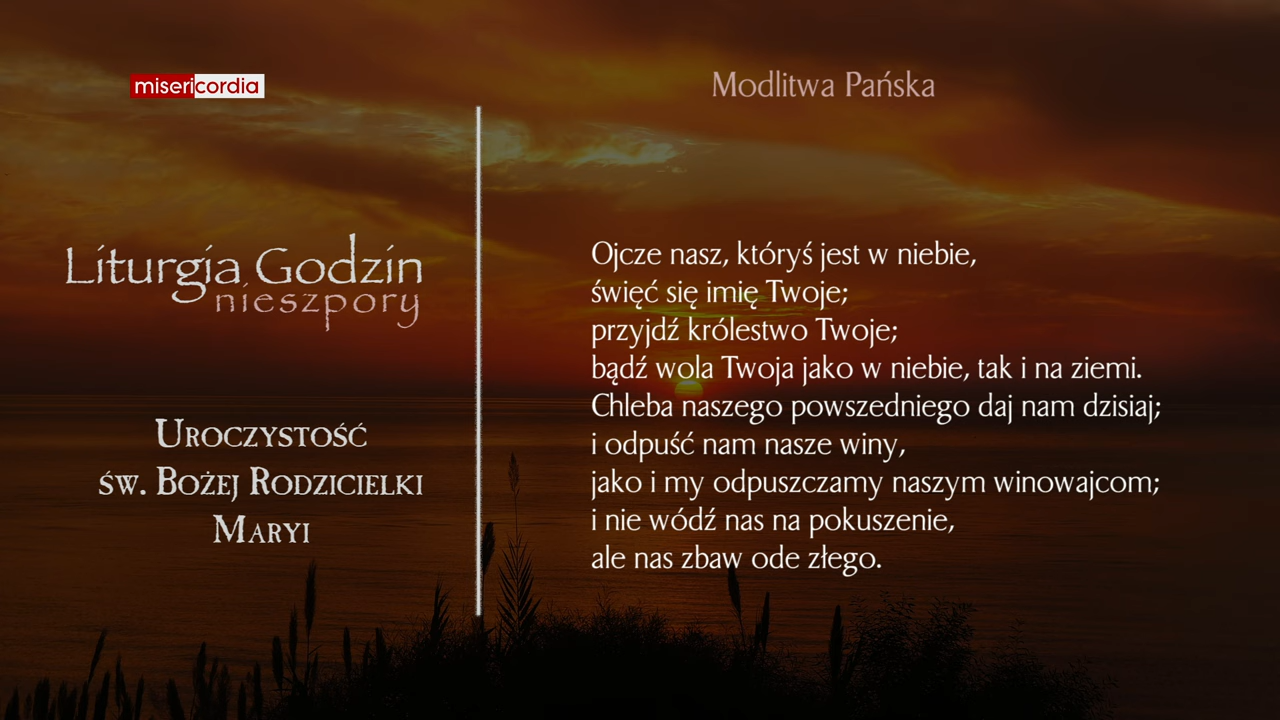 misericordia
Liturgia Godzin
nieszpory
Uroczystość
św. Bożej Rodzicielki
Maryi
Modlitwa Pańska
Ojcze nasz, któryś jest w niebie,
święć się imię Twoje;
przyjdź królestwo Twoje;
bądź wola Twoja jako w niebie, tak i na ziemi.
Chleba naszego powszedniego daj nam dzisiaj;
i odpuść nam nasze winy,
jako i my odpuszczamy naszym winowajcom;
i nie wódź nas na pokuszenie,
ale nas zbaw ode złego.